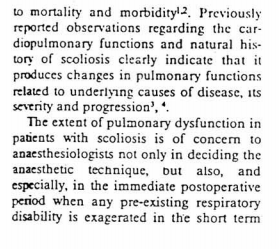 to mortality and morbidity¹,². Previously
reported observations regarding the car-
diopulmonary functions and natural his-
tory of scoliosis clearly indicate that it
produces changes in pulmonary functions
related to underlying causes of disease, its
severity and progression³, ⁴.
The extent of pulmonary dysfunction in
patients with scoliosis is of concern to
anaesthesiologists not only in deciding the
anaesthetic technique, but also, and
especially, in the immediate postoperative
period when any pre-existing respiratory
disability is exagerated in the short term